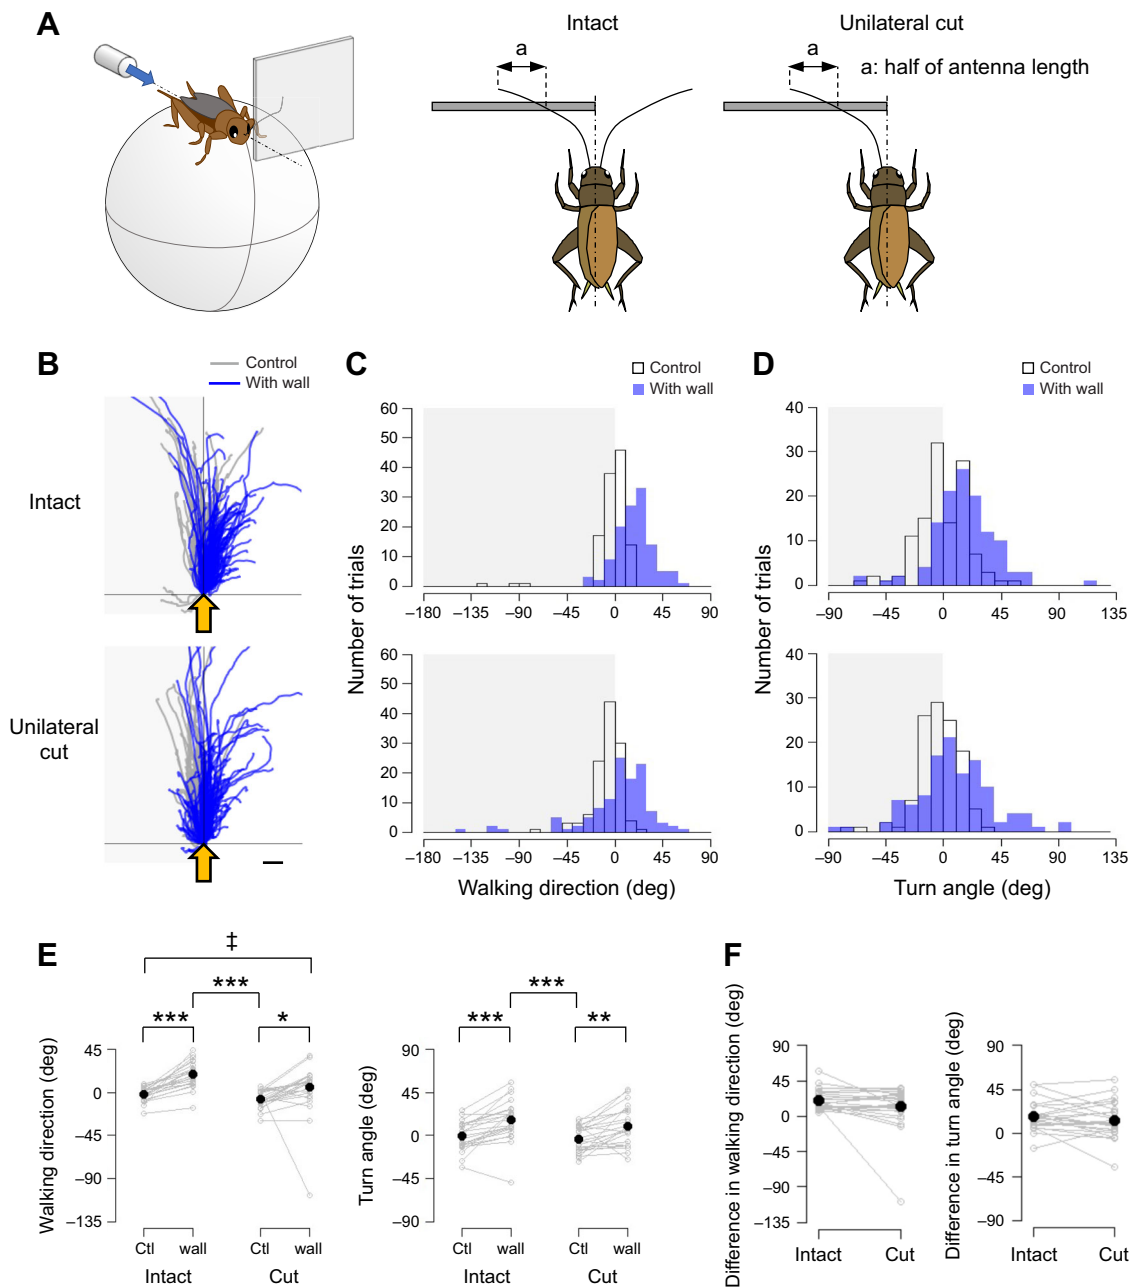 A
Intact
Unilateral cut
a
a
a: half of antenna length
B
Control
With wall
Intact
Unilateral
cut
C
Control
With wall
Number of trials
60
50
40
30
20
10
0
−180 −135 −90 −45 0 45 90
60
50
40
30
20
10
0
−180 −135 −90 −45 0 45 90
Walking direction (deg)
D
Control
With wall
Number of trials
40
30
20
10
0
−90 −45 0 45 90 135
40
30
20
10
0
−90 −45 0 45 90 135
Turn angle (deg)
E
‡
***
***
*
Walking direction (deg)
45
0
−45
−90
−135
Ctl wall Ctl wall
Intact Cut
***
***
**
Turn angle (deg)
90
45
0
−45
−90
Ctl wall Ctl wall
Intact Cut
F
Difference in walking direction (deg)
90
45
0
−45
−90
−135
Intact Cut
Difference in turn angle (deg)
90
45
0
−45
−90
Intact Cut